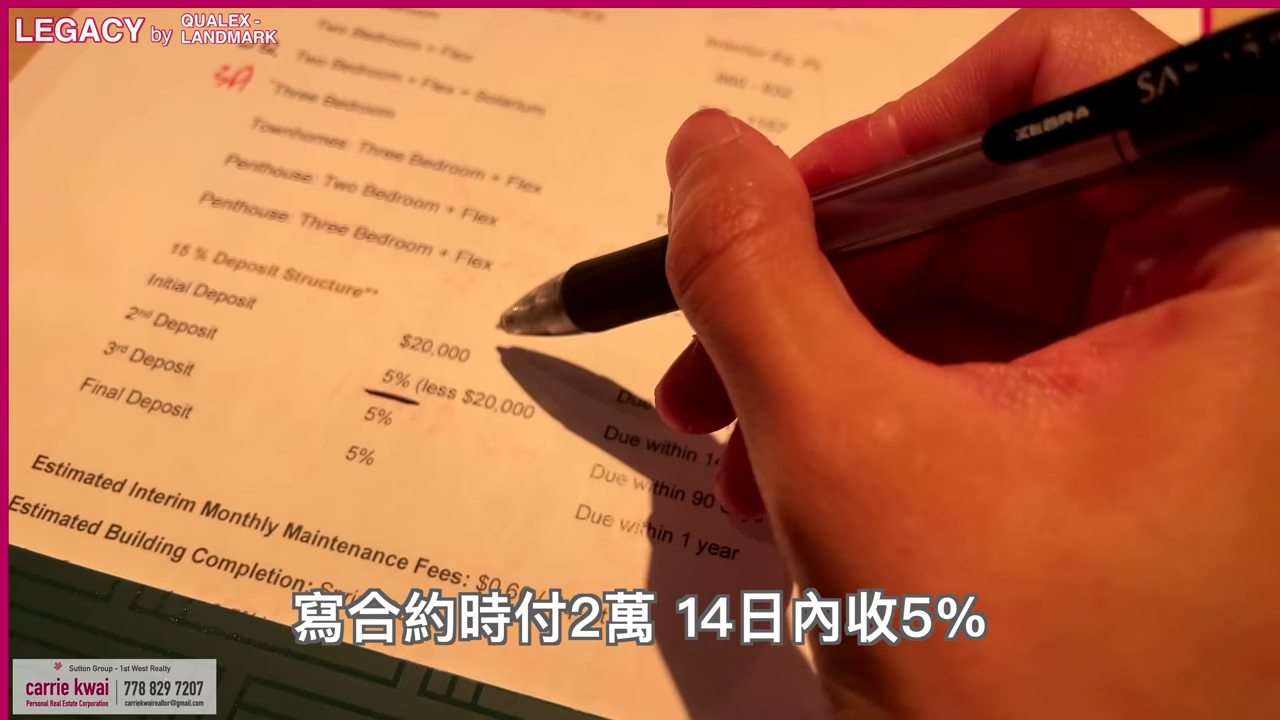 LEGACY by QUALEX-LANDMARK
Two Bedroom + Flex
Two Bedroom + Flex + Solarium
Three Bedroom
Townhomes: Three Bedroom + Flex
Penthouse: Two Bedroom + Flex
Penthouse: Three Bedroom + Flex
15 % Deposit Structure**
Initial Deposit $20,000
2nd Deposit 5% (less $20,000 Due within 14
3rd Deposit 5% Due within 90 days
Final Deposit 5% Due within 1 year
Estimated Interim Monthly Maintenance Fees: $0.6
Estimated Building Completion:
ZEBRA
寫合約時付2萬 14日內收5%
Sutton Group - 1st West Realty
carrie kwai 778 829 7207
Personal Real Estate Corporation carriekwairealtor@gmail.com